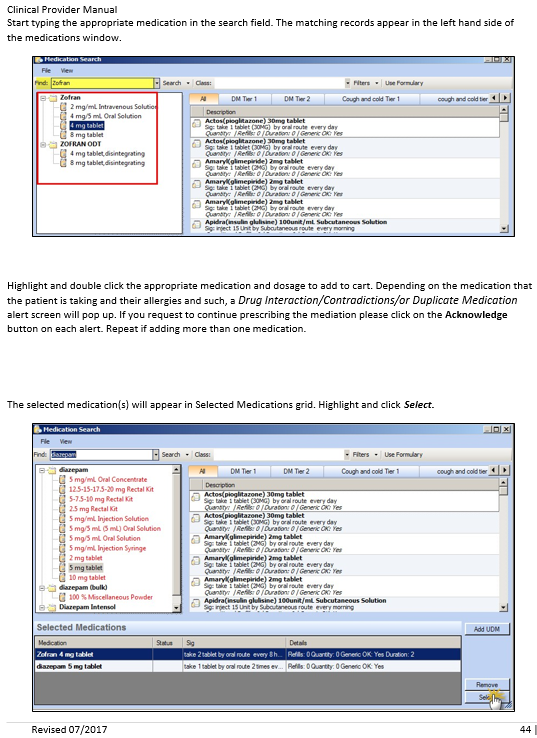 Clinical Provider Manual
Start typing the appropriate medication in the search field. The matching records appear in the left hand side of
the medications window.
Medication Search
File View
Find: Zofran Search Class: Filters Use Formulary
Zofran
2 mg/mL Intravenous Solution
4 mg/5 mL Oral Solution
4 mg tablet
8 mg tablet
ZOFRAN ODT
4 mg tablet,disintegrating
8 mg tablet,disintegrating
All DM Tier 1 DM Tier 2 Cough and cold Tier 1 cough and cold tier
Description
Actos(pioglitazone) 30mg tablet
Sig: take 1 tablet (30MG) by oral route every day
Quantity: /Refills: 0 /Duration: 0 /Generic OK: Yes
Actos(pioglitazone) 30mg tablet
Sig: take 1 tablet (30MG) by oral route every day
Quantity: /Refills: 0 /Duration: 0 /Generic OK: Yes
Amaryl(glimepiride) 2mg tablet
Sig: take 1 tablet (2MG) by oral route every day
Quantity: /Refills: 0 /Duration: 0 /Generic OK: Yes
Amaryl(glimepiride) 2mg tablet
Sig: take 1 tablet (2MG) by oral route every day
Quantity: /Refills: 0 /Duration: 0 /Generic OK: Yes
Amaryl(glimepiride) 2mg tablet
Sig: take 1 tablet (2MG) by oral route every day
Quantity: /Refills: 0 /Duration: 0 /Generic OK: Yes
Apidra(insulin glulisine) 100unit/mL Subcutaneous Solution
Sig: inject 15 Unit by Subcutaneous route every morning
Highlight and double click the appropriate medication and dosage to add to cart. Depending on the medication that
the patient is taking and their allergies and such, a Drug Interaction/Contradictions/or Duplicate Medication
alert screen will pop up. If you request to continue prescribing the mediation please click on the Acknowledge
button on each alert. Repeat if adding more than one medication.
The selected medication(s) will appear in Selected Medications grid. Highlight and click Select.
Medication Search
File View
Find: diazepam Search Class: Filters Use Formulary
diazepam
5 mg/mL Oral Concentrate
12.5-15-17.5-20 mg Rectal Kit
5-7.5-10 mg Rectal Kit
2.5 mg Rectal Kit
5 mg/mL Injection Solution
5 mg/5 mL (5 mL) Oral Solution
5 mg/5 mL Oral Solution
5 mg/mL Injection Syringe
2 mg tablet
5 mg tablet
10 mg tablet
diazepam (bulk)
100 % Miscellaneous Powder
Diazepam Intensol
All DM Tier 1 DM Tier 2 Cough and cold Tier 1 cough and cold tier
Description
Actos(pioglitazone) 30mg tablet
Sig: take 1 tablet (30MG) by oral route every day
Quantity: /Refills: 0 /Duration: 0 /Generic OK: Yes
Actos(pioglitazone) 30mg tablet
Sig: take 1 tablet (30MG) by oral route every day
Quantity: /Refills: 0 /Duration: 0 /Generic OK: Yes
Amaryl(glimepiride) 2mg tablet
Sig: take 1 tablet (2MG) by oral route every day
Quantity: /Refills: 0 /Duration: 0 /Generic OK: Yes
Amaryl(glimepiride) 2mg tablet
Sig: take 1 tablet (2MG) by oral route every day
Quantity: /Refills: 0 /Duration: 0 /Generic OK: Yes
Amaryl(glimepiride) 2mg tablet
Sig: take 1 tablet (2MG) by oral route every day
Quantity: /Refills: 0 /Duration: 0 /Generic OK: Yes
Apidra(insulin glulisine) 100unit/mL Subcutaneous Solution
Sig: inject 15 Unit by Subcutaneous route every morning
Selected Medications
Add UDM
Medication Status Sig Details
Zofran 4 mg tablet take 2 tablet by oral route every 8 h... Refills: 0 Quantity: 0 Generic OK: Yes Duration: 2
diazepam 5 mg tablet take 1 tablet by oral route 2 times ev... Refills: 0 Quantity: 0 Generic OK: Yes
Remove
Sele
Revised 07/2017 44 |